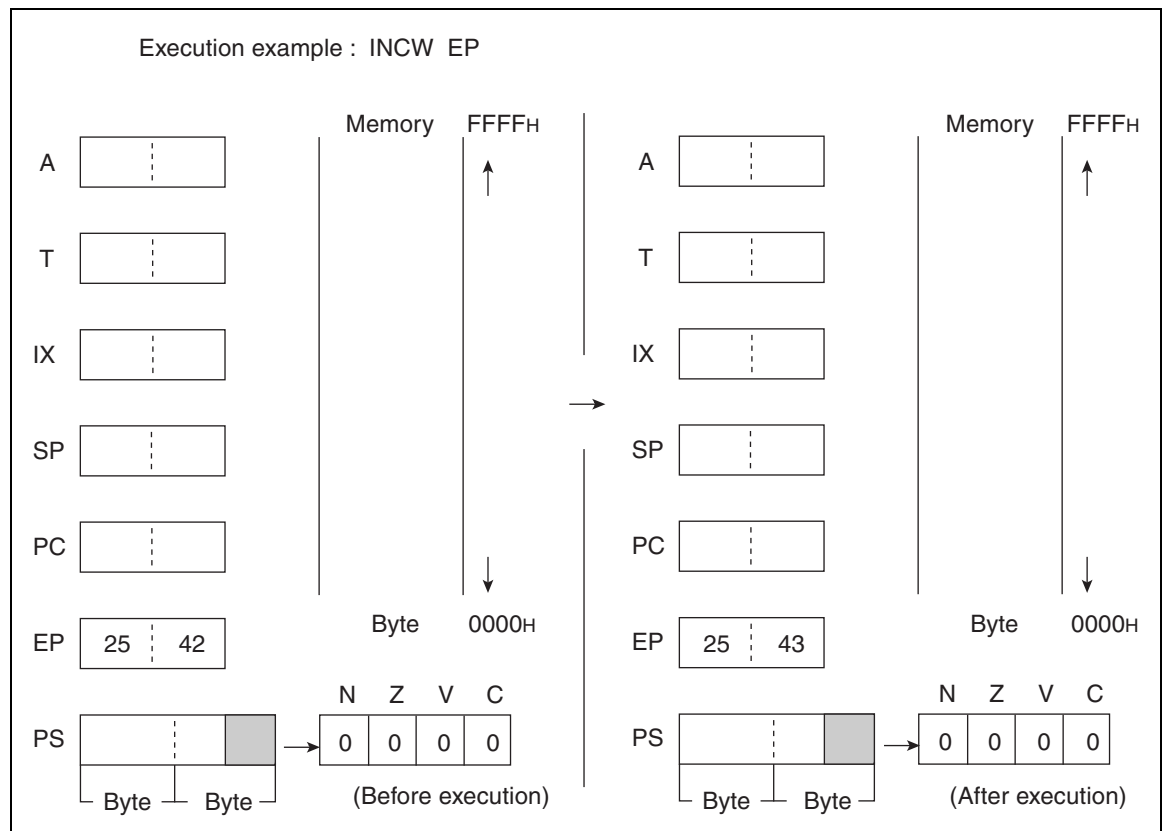 Execution example : INCW EP
Memory FFFFH Memory FFFFH
A A
T T
IX IX
SP SP
PC PC
Byte 0000H Byte 0000H
EP 25 42 EP 25 43
N Z V C N Z V C
PS 0 0 0 0 PS 0 0 0 0
Byte Byte (Before execution) Byte Byte (After execution)